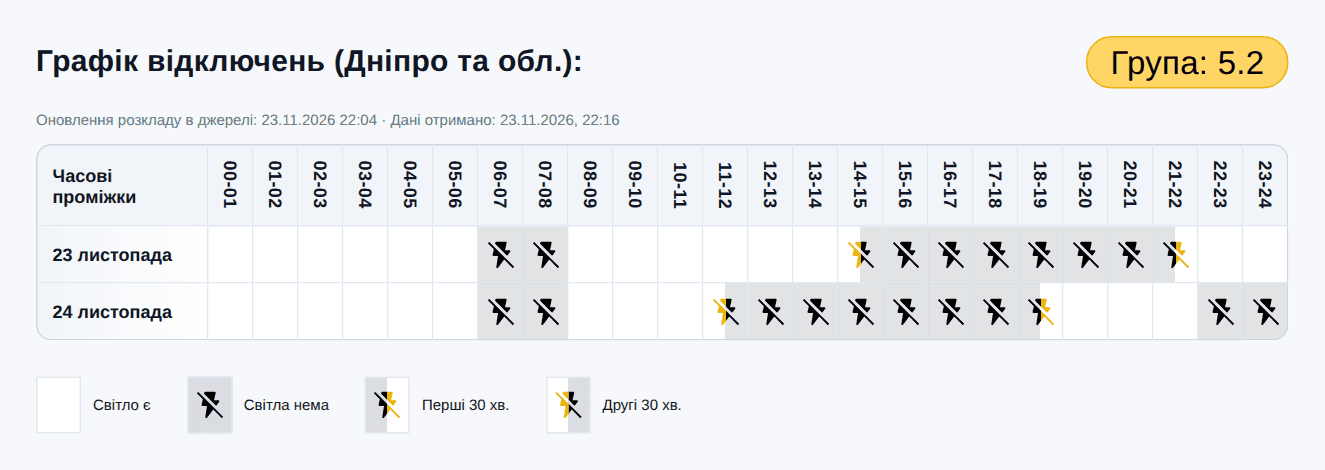 Графік відключень (Дніпро та обл.):
Група: 5.2
Оновлення розкладу в джерелі: 23.11.2026 22:04 · Дані отримано: 23.11.2026, 22:16
Часові
проміжки
00-01
01-02
02-03
03-04
04-05
05-06
06-07
07-08
08-09
09-10
10-11
11-12
12-13
13-14
14-15
15-16
16-17
17-18
18-19
19-20
20-21
21-22
22-23
23-24
23 листопада
24 листопада
Світло є
Світла нема
Перші 30 хв.
Другі 30 хв.